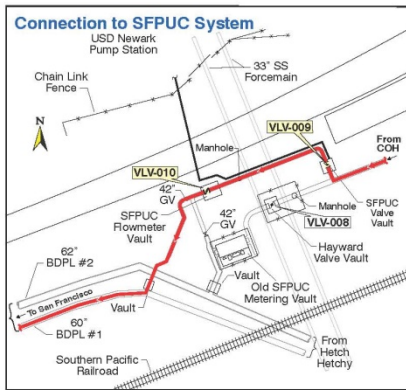 Connection to SFPUC System
USD Newark
Pump Station
33" SS
Forcemain
Chain Link
Fence
VLV-009
Manhole
From
COH
VLV-010
42"
GV
SFPUC
Flowmeter
Vault
42"
GV
Manhole
VLV-008
SFPUC
Valve
Vault
Hayward
Valve Vault
62"
BDPL #2
Vault
Old SFPUC
Metering Vault
To San Francisco
Vault
60"
BDPL #1
From
Hetch
Hetchy
Southern Pacific
Railroad